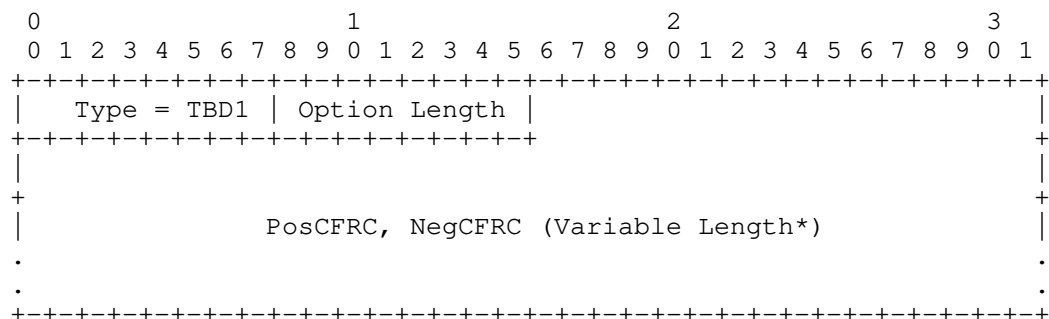 0                   1                   2                   3
 0 1 2 3 4 5 6 7 8 9 0 1 2 3 4 5 6 7 8 9 0 1 2 3 4 5 6 7 8 9 0 1
+-+-+-+-+-+-+-+-+-+-+-+-+-+-+-+-+-+-+-+-+-+-+-+-+-+-+-+-+-+-+-+-+
|   Type = TBD1 | Option Length |                               |
+-+-+-+-+-+-+-+-+-+-+-+-+-+-+-+-+                               +
|                                                               |
+                                                               +
|               PosCFRC, NegCFRC (Variable Length*)             |
.                                                               .
.                                                               .
+-+-+-+-+-+-+-+-+-+-+-+-+-+-+-+-+-+-+-+-+-+-+-+-+-+-+-+-+-+-+-+-+